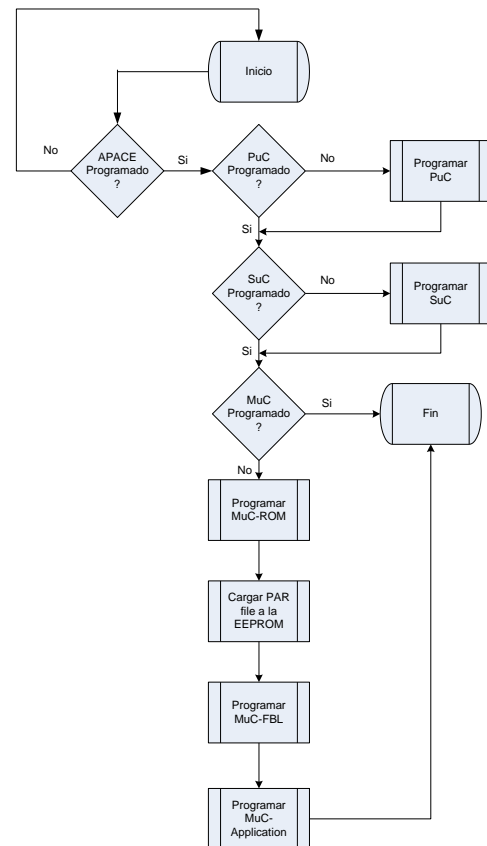 Inicio
No
APACE
Programado
?
Si
PuC
Programado
?
No
Programar
PuC
Si
SuC
Programado
?
No
Programar
SuC
Si
MuC
Programado
?
Si
Fin
No
Programar
MuC-ROM
Cargar PAR
file a la
EEPROM
Programar
MuC-FBL
Programar
MuC-
Application